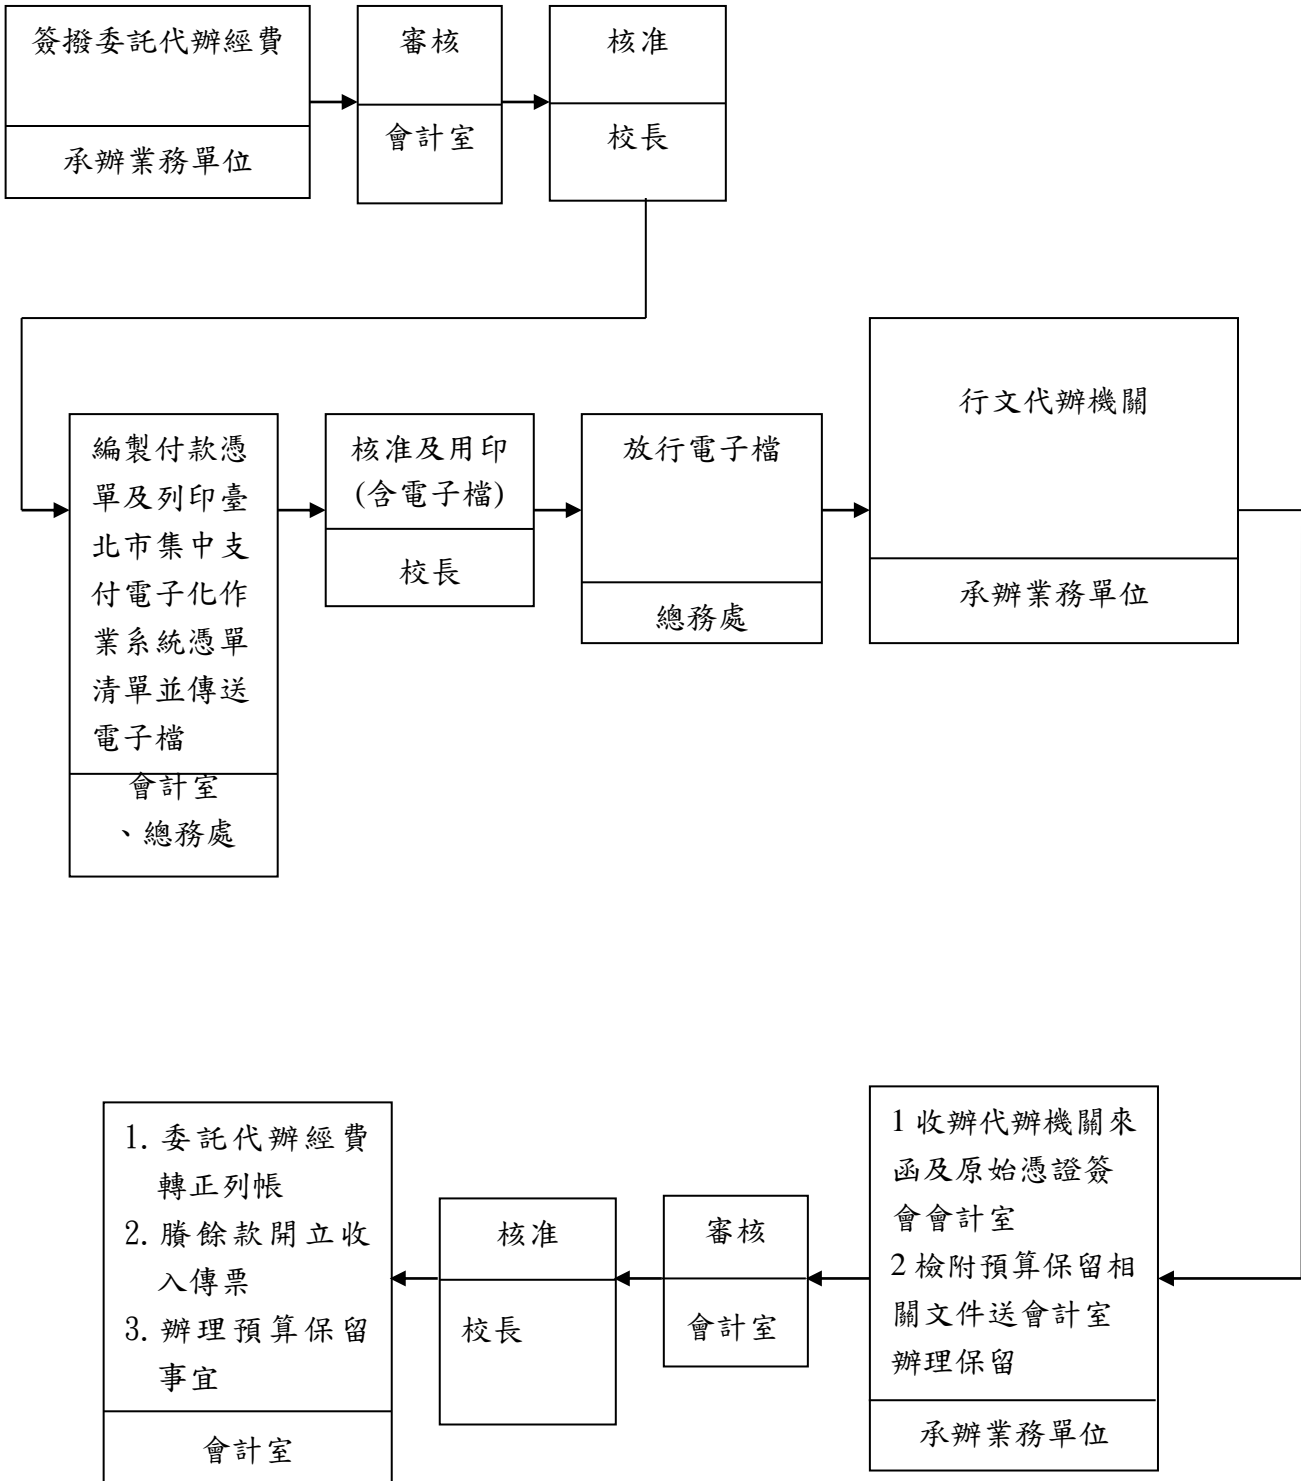 簽撥委託代辦經費
承辦業務單位
審核
會計室
核准
校長
編製付款憑
單及列印臺
北市集中支
付電子化作
業系統憑單
清單並傳送
電子檔
會計室
、總務處
核准及用印
(含電子檔)
校長
放行電子檔
總務處
行文代辦機關
承辦業務單位
1 收辦代辦機關來
函及原始憑證簽
會會計室
2 檢附預算保留相
關文件送會計室
辦理保留
承辦業務單位
審核
會計室
核准
校長
1. 委託代辦經費
轉正列帳
2. 賸餘款開立收
入傳票
3. 辦理預算保留
事宜
會計室